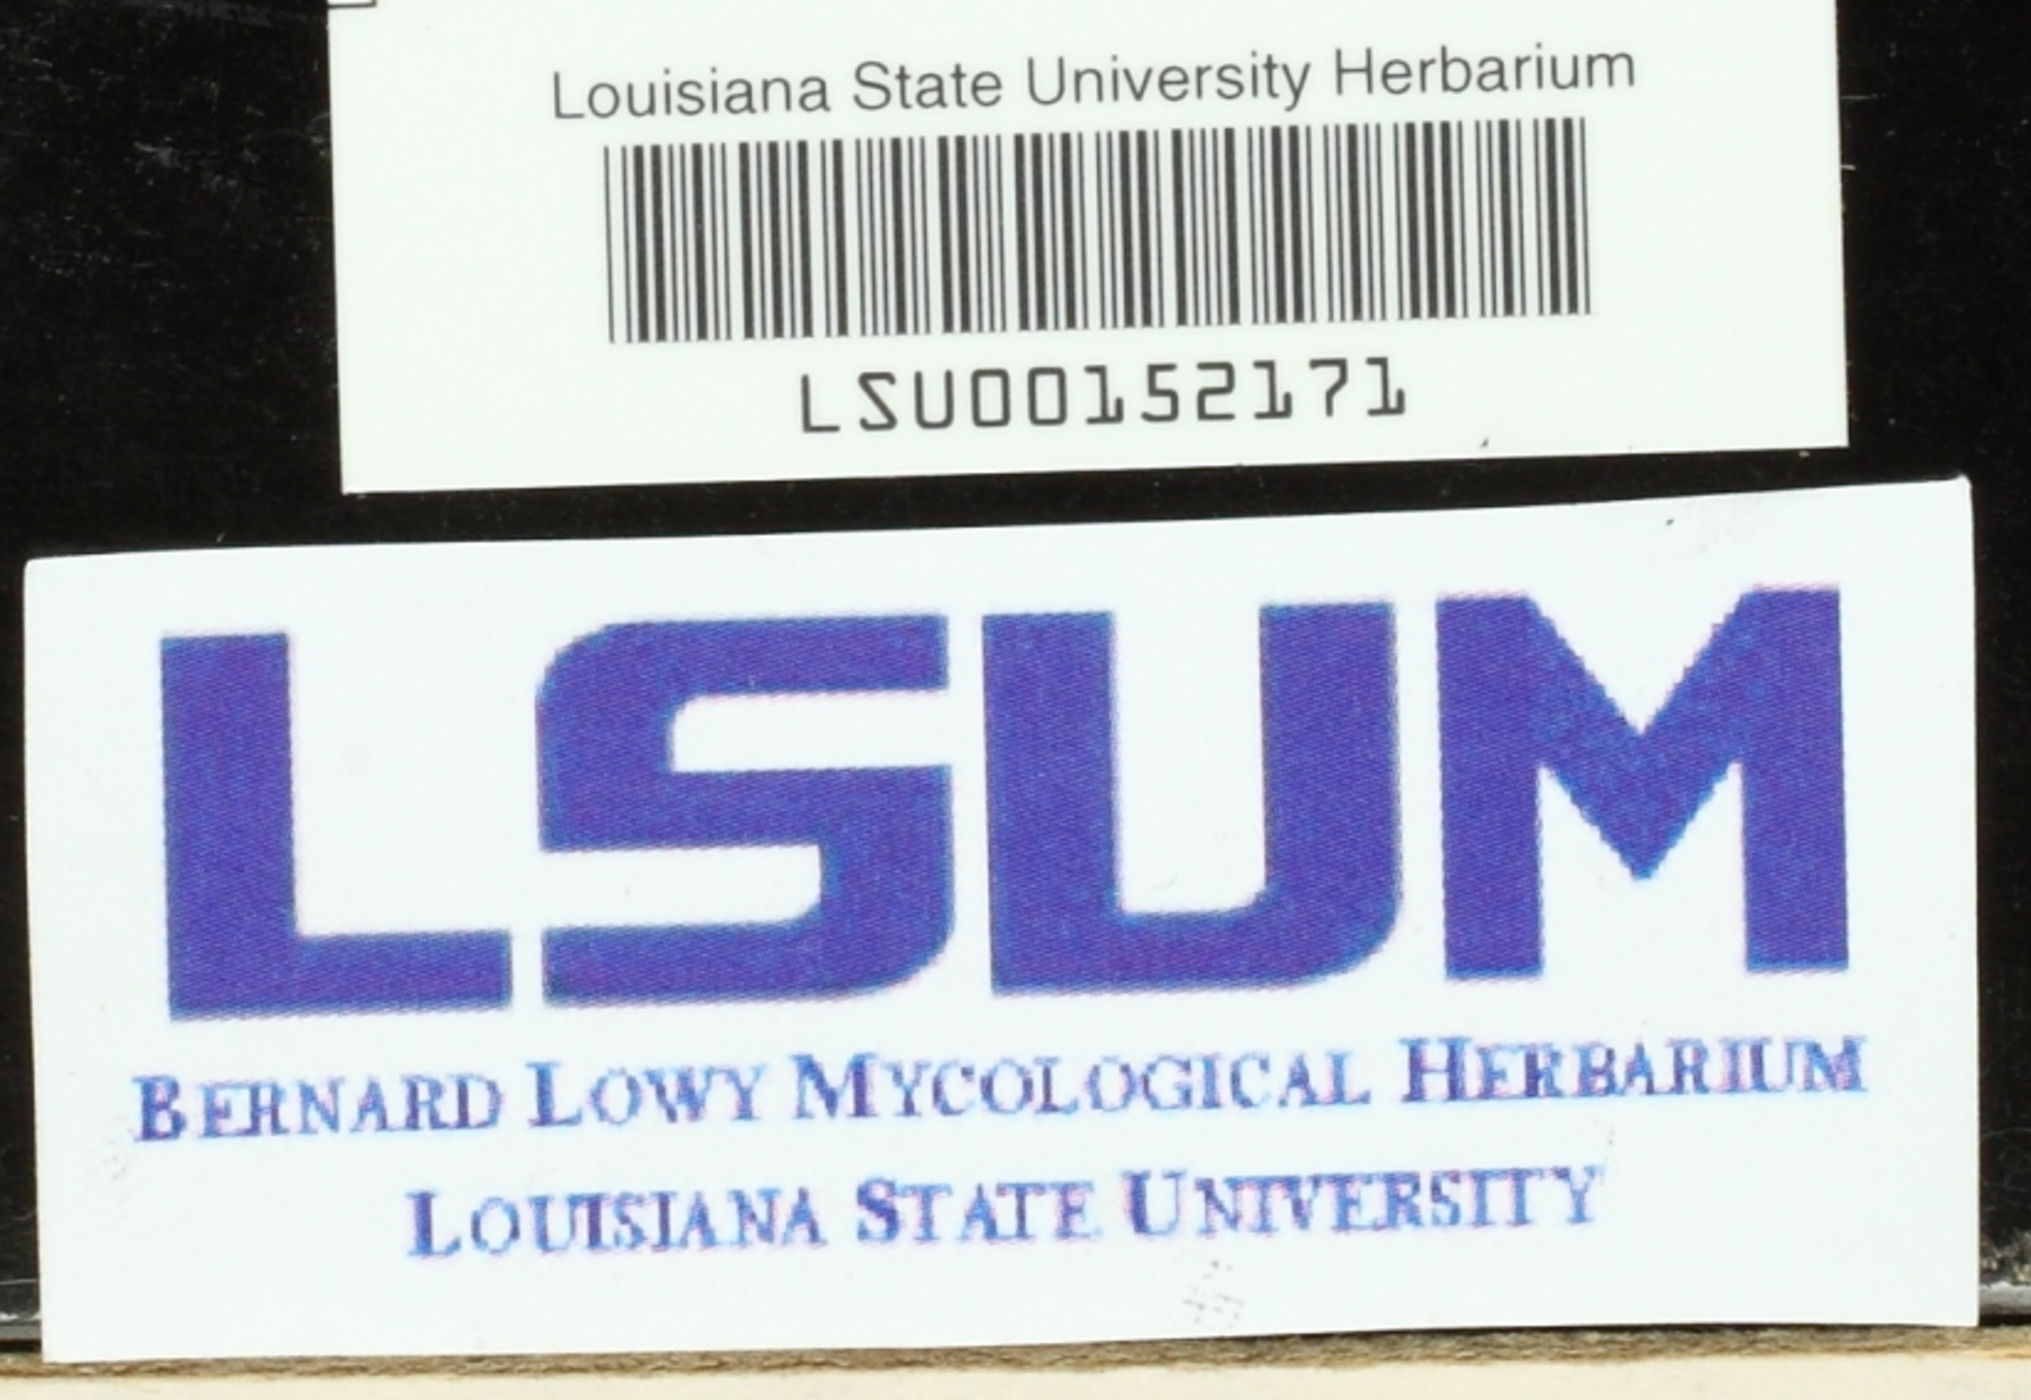 Louisiana State University Herbarium
LSU00152171
LSUM
BERNARD LOWY MYCOLOGICAL HERBARIUM
LOUISIANA STATE UNIVERSITY